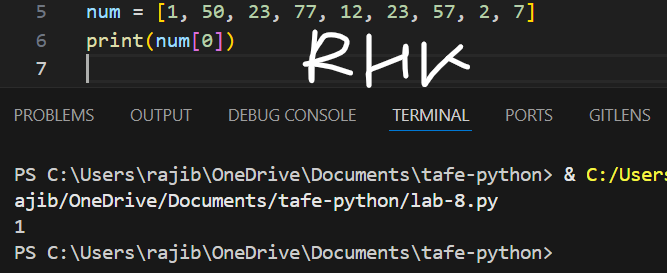 5 num = [1, 50, 23, 77, 12, 23, 57, 2, 7]
6 print(num[0])
RHK
7
PROBLEMS OUTPUT DEBUG CONSOLE TERMINAL PORTS GITLENS
PS C:\Users\rajib\OneDrive\Documents\tafe-python> & C:/Users
ajib/OneDrive/Documents/tafe-python/lab-8.py
1
PS C:\Users\rajib\OneDrive\Documents\tafe-python>